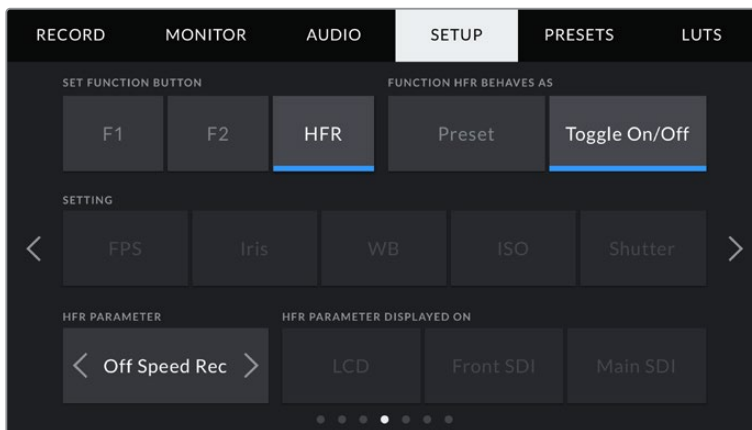 RECORD MONITOR AUDIO SETUP PRESETS LUTS
SET FUNCTION BUTTON FUNCTION HFR BEHAVES AS
F1 F2 HFR Preset Toggle On/Off
SETTING
FPS Iris WB ISO Shutter
HFR PARAMETER HFR PARAMETER DISPLAYED ON
Off Speed Rec LCD Front SDI Main SDI